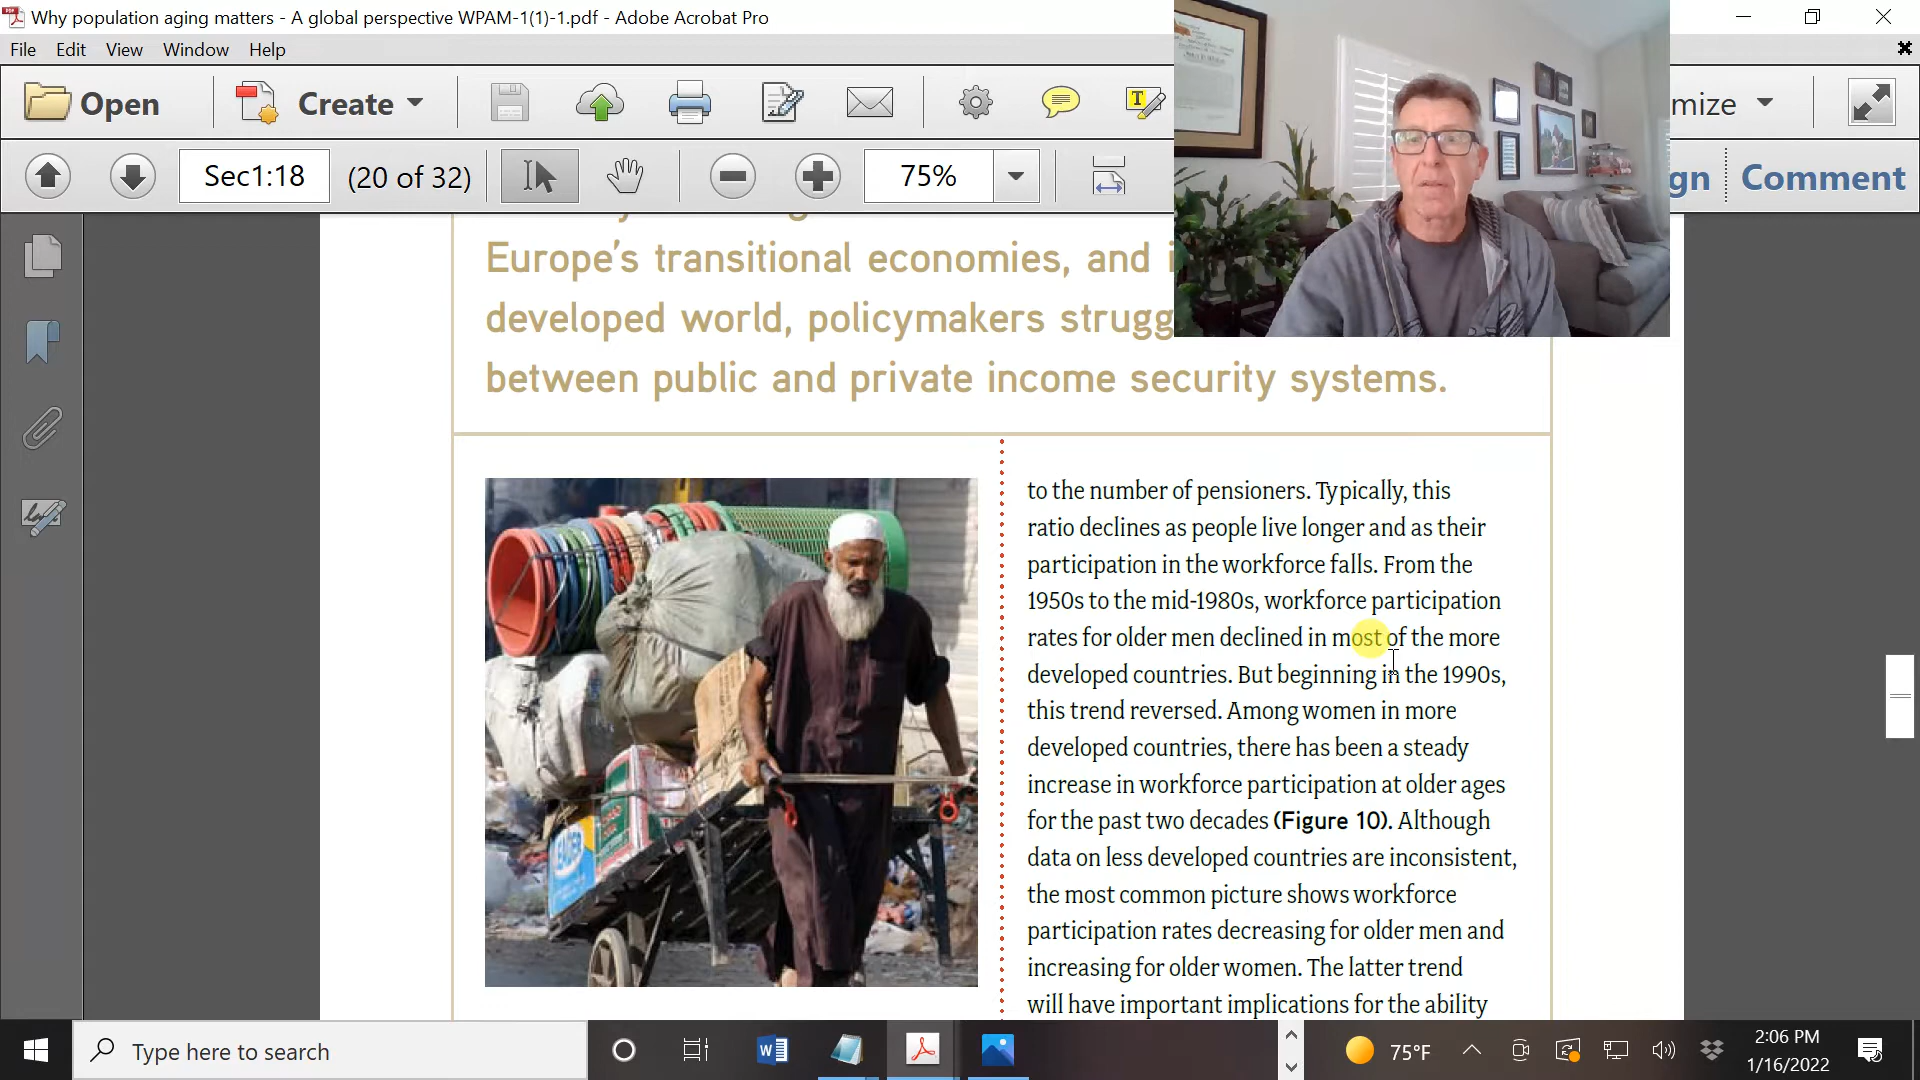 Why population aging matters - A global perspective WPAM-1(1)-1.pdf - Adobe Acrobat Pro
File Edit View Window Help
Open Create mize
Sec1:18 (20 of 32) 75% gn Comment
Europe's transitional economies, and
developed world, policymakers strugg
between public and private income security systems.
to the number of pensioners. Typically, this
ratio declines as people live longer and as their
participation in the workforce falls. From the
1950s to the mid-1980s, workforce participation
rates for older men declined in most of the more
developed countries. But beginning in the 1990s,
this trend reversed. Among women in more
developed countries, there has been a steady
increase in workforce participation at older ages
for the past two decades (Figure 10). Although
data on less developed countries are inconsistent,
the most common picture shows workforce
participation rates decreasing for older men and
increasing for older women. The latter trend
will have important implications for the ability
LEADER
Type here to search
75°F
2:06 PM
1/16/2022